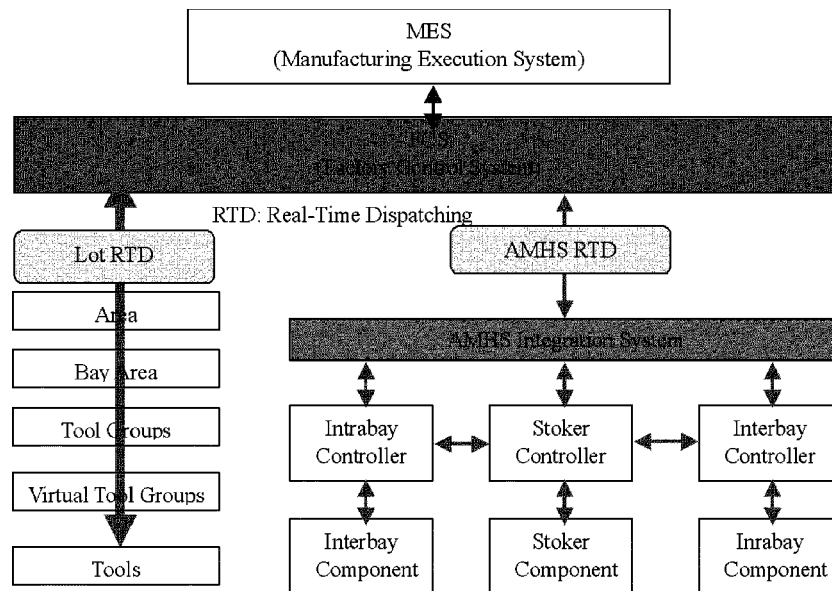 MES
(Manufacturing Execution System)
FCS
(Factory Control System)
RTD: Real-Time Dispatching
Lot RTD
AMHS RTD
Area
AMHS Integration System
Bay Area
Tool Groups
Intrabay
Controller
Stoker
Controller
Interbay
Controller
Virtual Tool Groups
Interbay
Component
Stoker
Component
Inrabay
Component
Tools